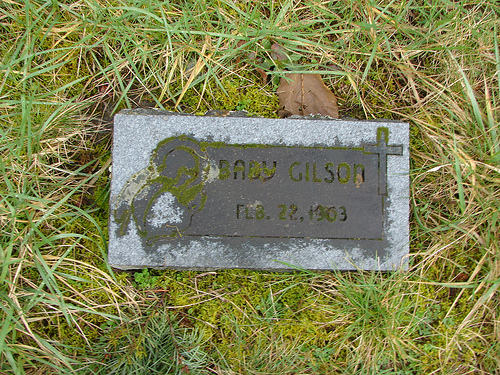 BABY GILSON
FEB. 22, 1903